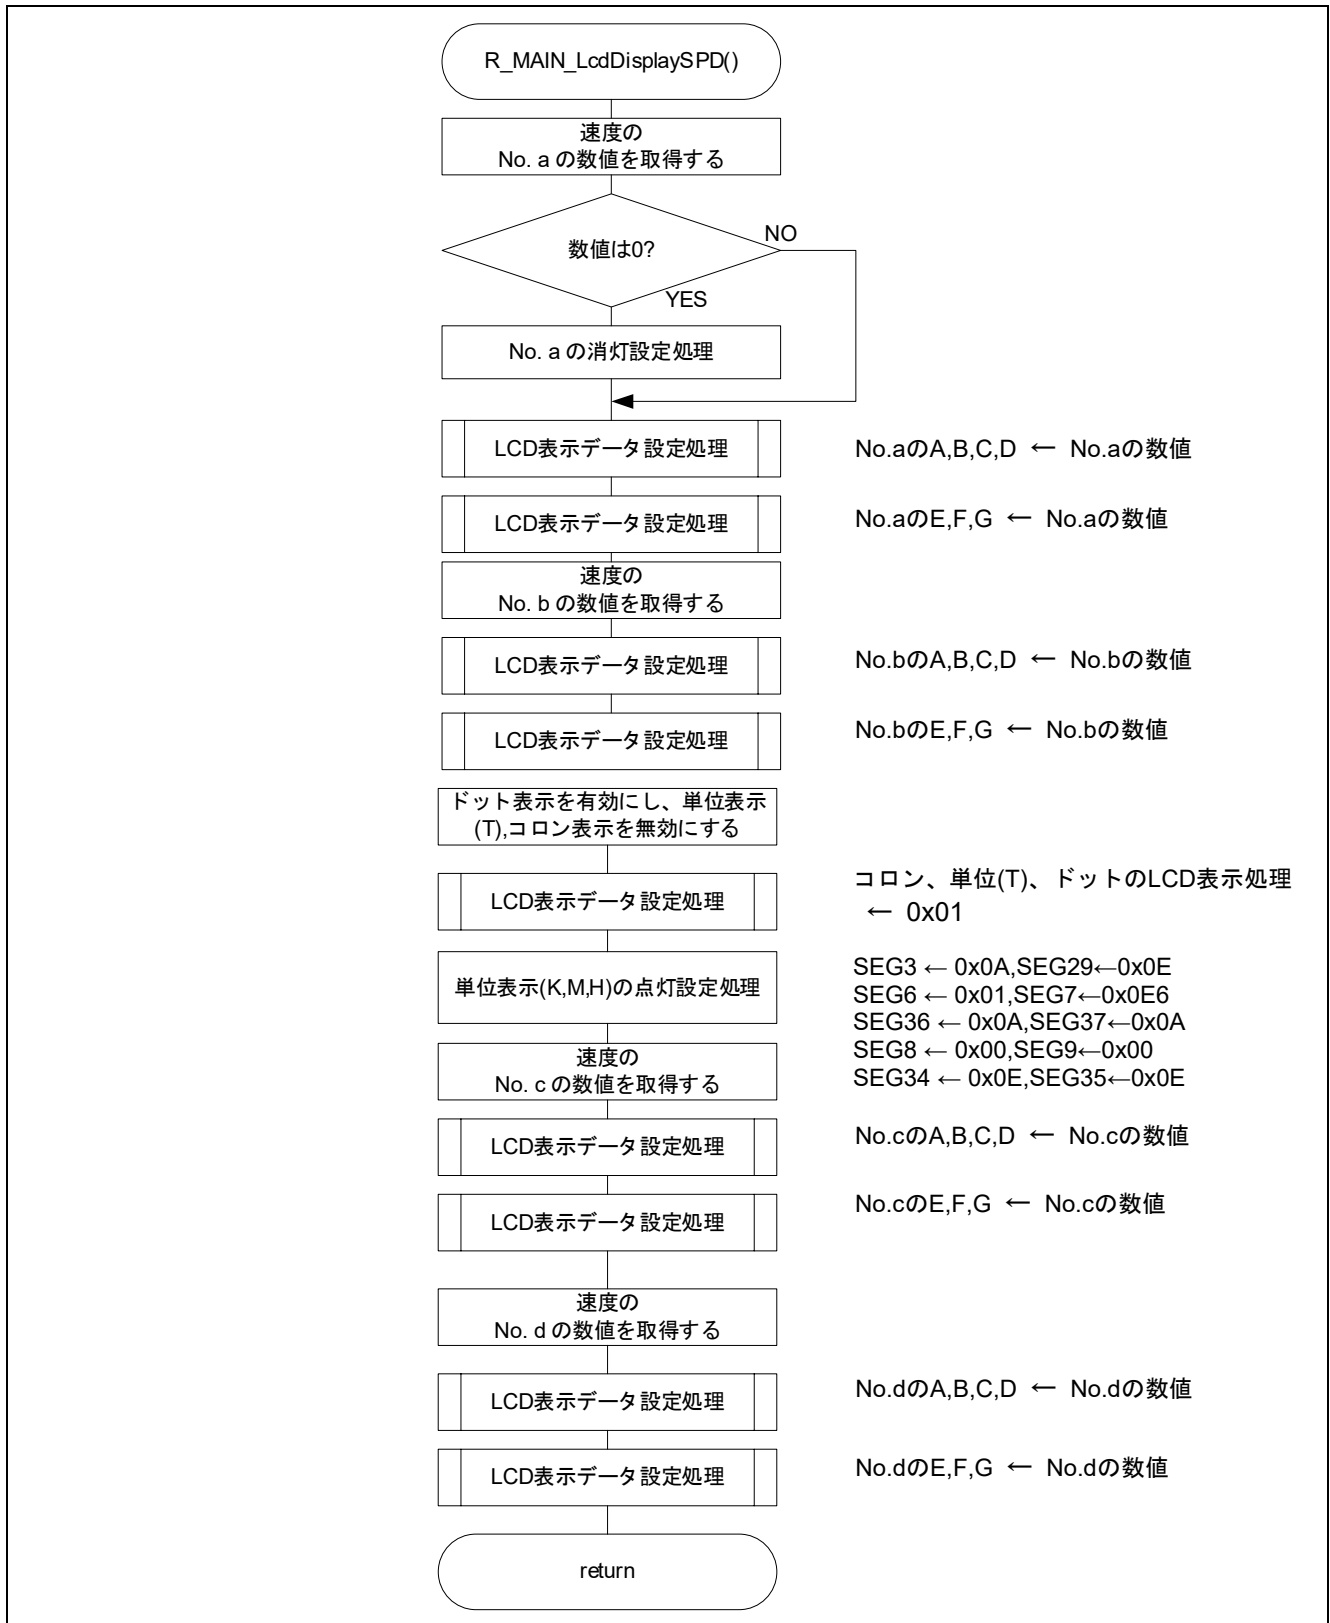 R_MAIN_LcdDisplaySPD()
速度の
No. a の数値を取得する
数値は0?
NO
YES
No. a の消灯設定処理
LCD表示データ設定処理
No.aのA,B,C,D ← No.aの数値
LCD表示データ設定処理
No.aのE,F,G ← No.aの数値
速度の
No. b の数値を取得する
LCD表示データ設定処理
No.bのA,B,C,D ← No.bの数値
LCD表示データ設定処理
No.bのE,F,G ← No.bの数値
ドット表示を有効にし、単位表示
(T),コロン表示を無効にする
LCD表示データ設定処理
コロン、単位(T)、ドットのLCD表示処理
← 0x01
単位表示(K,M,H)の点灯設定処理
SEG3 ← 0x0A,SEG29←0x0E
SEG6 ← 0x01,SEG7←0x0E6
SEG36 ← 0x0A,SEG37←0x0A
SEG8 ← 0x00,SEG9←0x00
SEG34 ← 0x0E,SEG35←0x0E
速度の
No. c の数値を取得する
LCD表示データ設定処理
No.cのA,B,C,D ← No.cの数値
LCD表示データ設定処理
No.cのE,F,G ← No.cの数値
速度の
No. d の数値を取得する
LCD表示データ設定処理
No.dのA,B,C,D ← No.dの数値
LCD表示データ設定処理
No.dのE,F,G ← No.dの数値
return